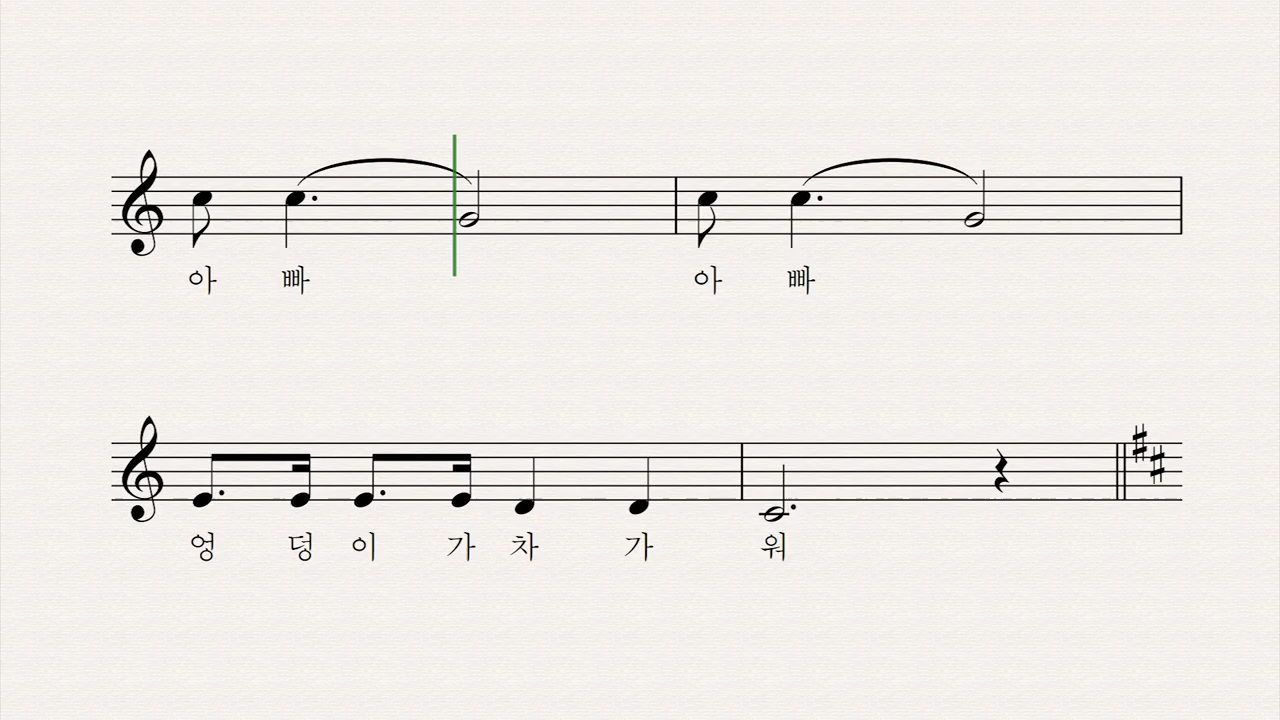 아 빠 아 빠
엉 덩 이 가 차 가 워